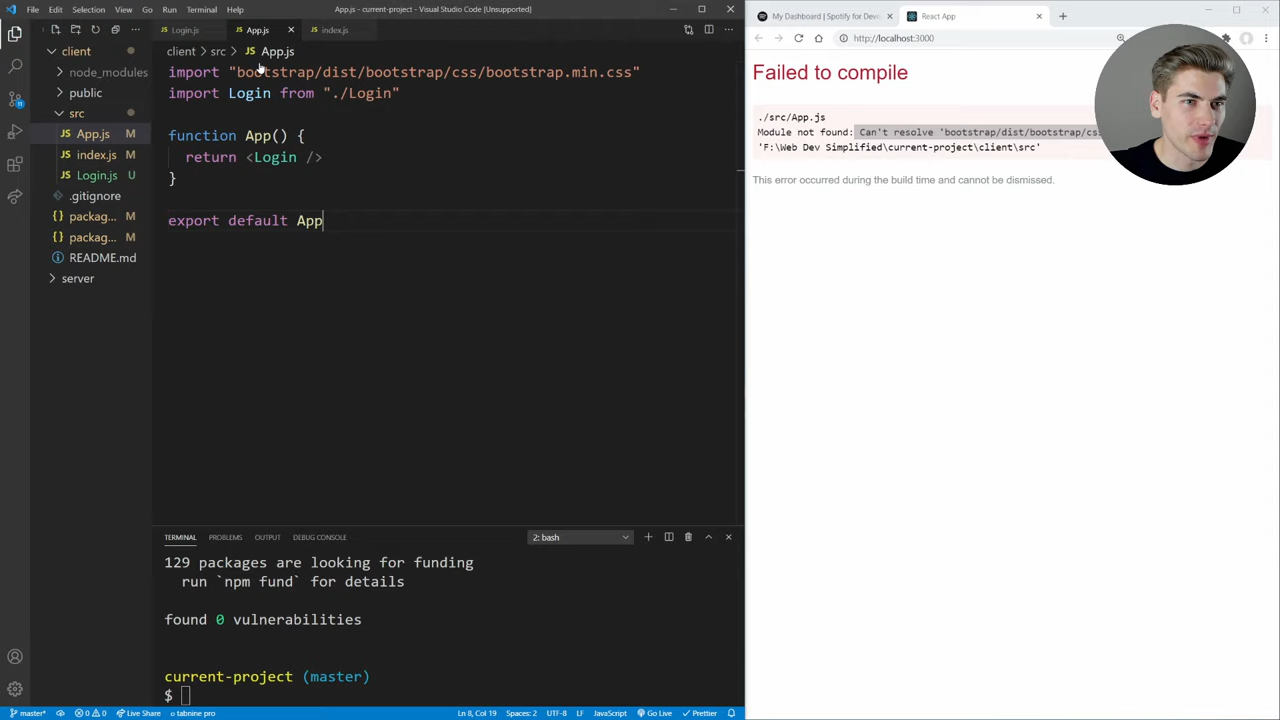 File Edit Selection View Go Run Terminal Help
App.js - current-project - Visual Studio Code [Unsupported]
Login.js
App.js
index.js
client
node_modules
public
src
App.js M
index.js M
Login.js U
.gitignore
packag... M
packag... M
README.md
server
client > src > App.js
import "bootstrap/dist/bootstrap/css/bootstrap.min.css"
import Login from "./Login"
function App() {
return <Login />
}
export default App
TERMINAL PROBLEMS OUTPUT DEBUG CONSOLE
2: bash
129 packages are looking for funding
run `npm fund` for details
found 0 vulnerabilities
current-project (master)
$
master* 0 0 Live Share tabnine pro
Ln 8, Col 19 Spaces: 2 UTF-8 LF JavaScript Go Live Prettier
My Dashboard | Spotify for Deve
React App
http://localhost:3000
Failed to compile
./src/App.js
Module not found: Can't resolve 'bootstrap/dist/bootstrap/cs
'F:\Web Dev Simplified\current-project\client\src'
This error occurred during the build time and cannot be dismissed.